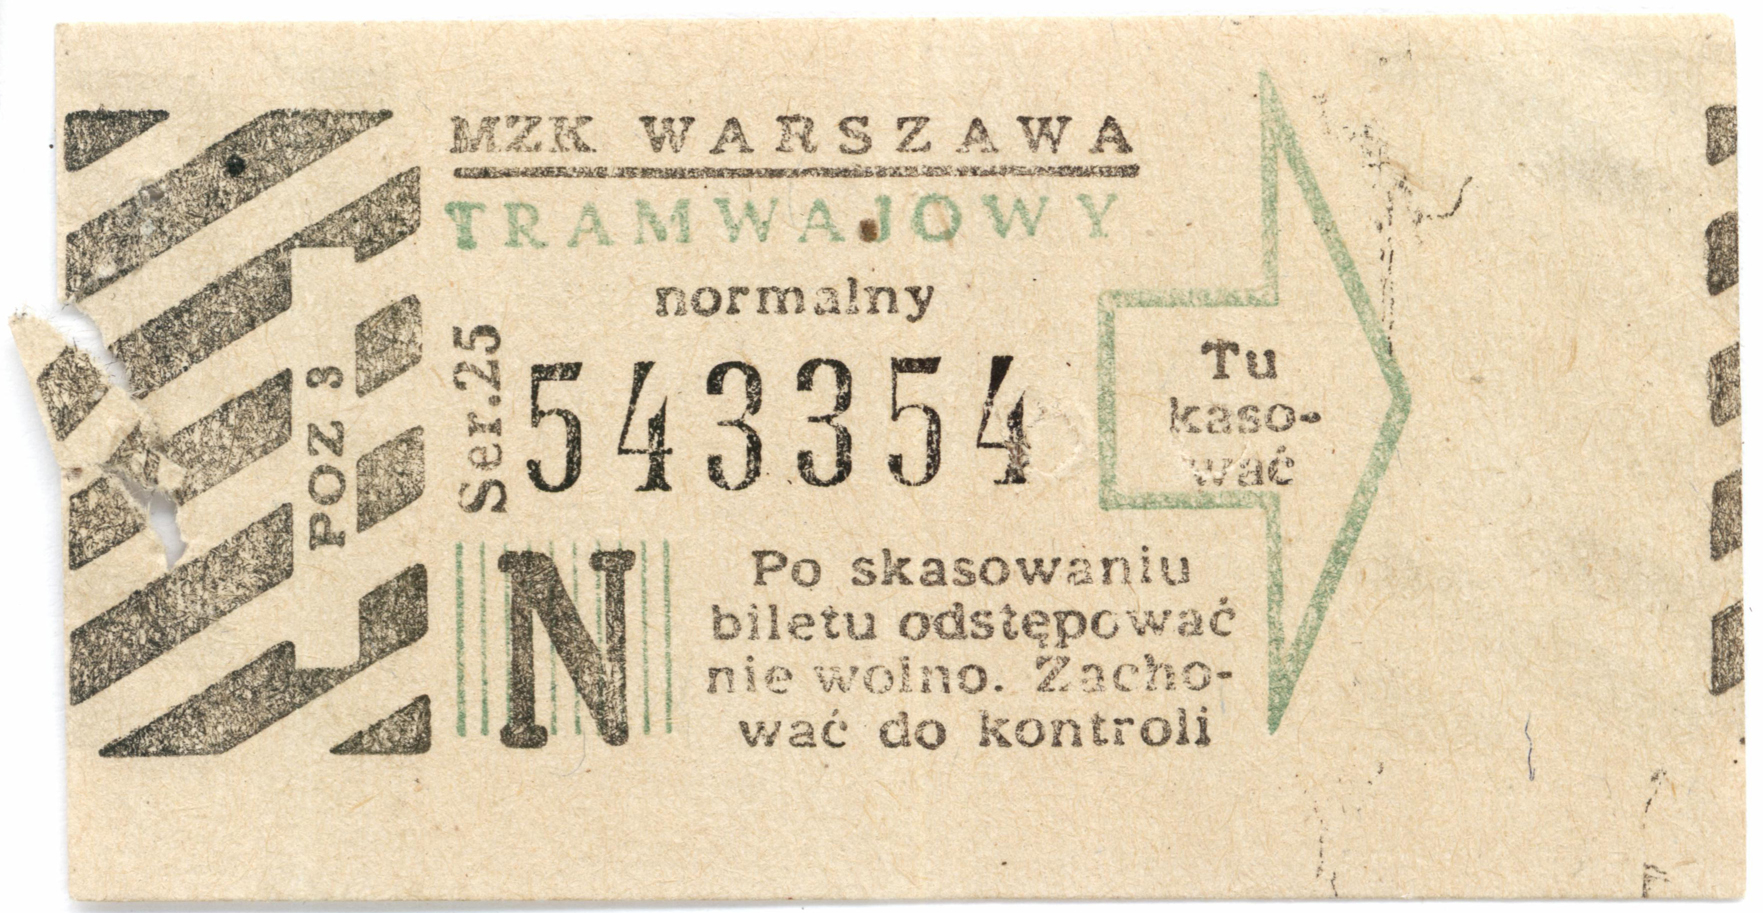 MZK WARSZAWA
TRAMWAJOWY
normalny
POZ 3
Ser.25
543354
Tu
kaso-
wać
N
Po skasowaniu
biletu odstępować
nie wolno. Zacho-
wać do kontroli